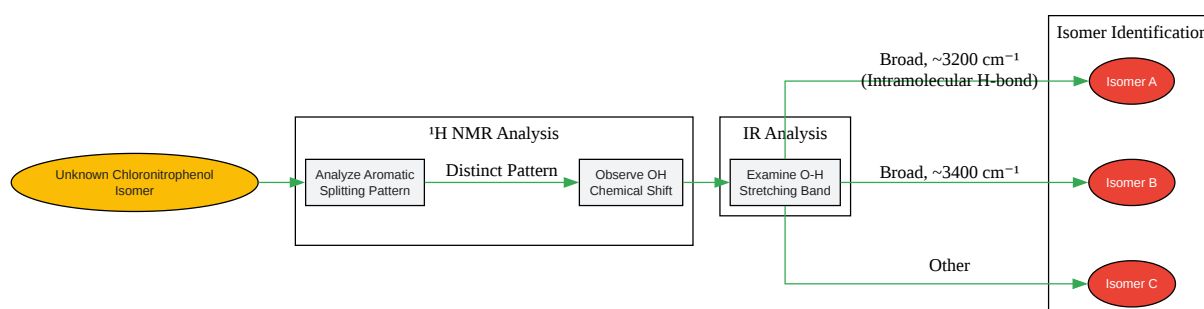 Isomer Identification
Broad, ~3200 cm⁻¹
(Intramolecular H-bond)
Isomer A
¹H NMR Analysis
IR Analysis
Unknown Chloronitrophenol
Isomer
Analyze Aromatic
Splitting Pattern
Distinct Pattern
Observe OH
Chemical Shift
Examine O-H
Stretching Band
Broad, ~3400 cm⁻¹
Isomer B
Other
Isomer C